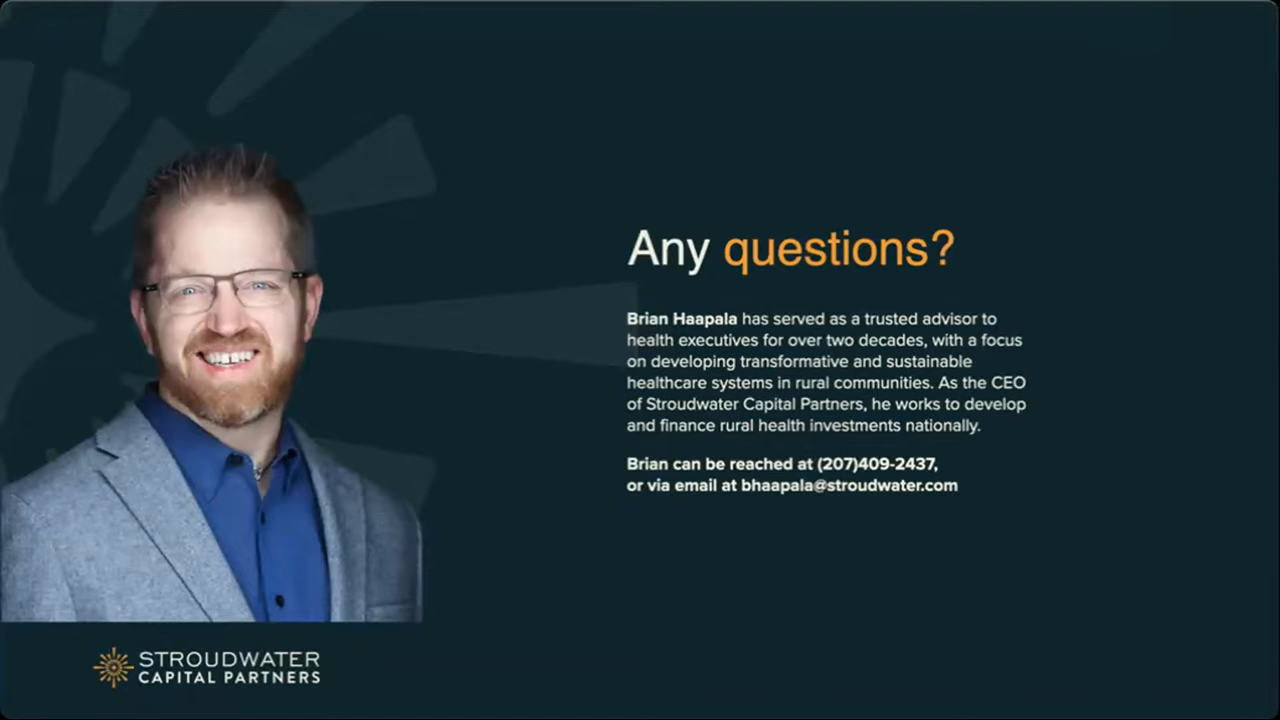 Any questions?
Brian Haapala has served as a trusted advisor to
health executives for over two decades, with a focus
on developing transformative and sustainable
healthcare systems in rural communities. As the CEO
of Stroudwater Capital Partners, he works to develop
and finance rural health investments nationally.
Brian can be reached at (207)409-2437,
or via email at bhaapala@stroudwater.com
STROUDWATER
CAPITAL PARTNERS